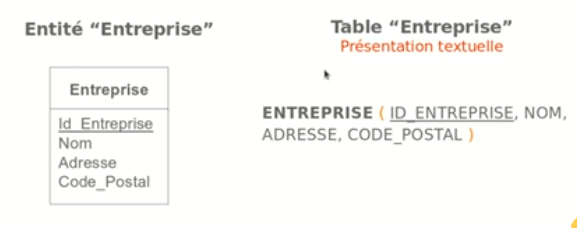 Entité “Entreprise”
Entreprise
Id_Entreprise
Nom
Adresse
Code_Postal
Table “Entreprise”
Présentation textuelle
ENTREPRISE ( ID_ENTREPRISE, NOM,
ADRESSE, CODE_POSTAL )